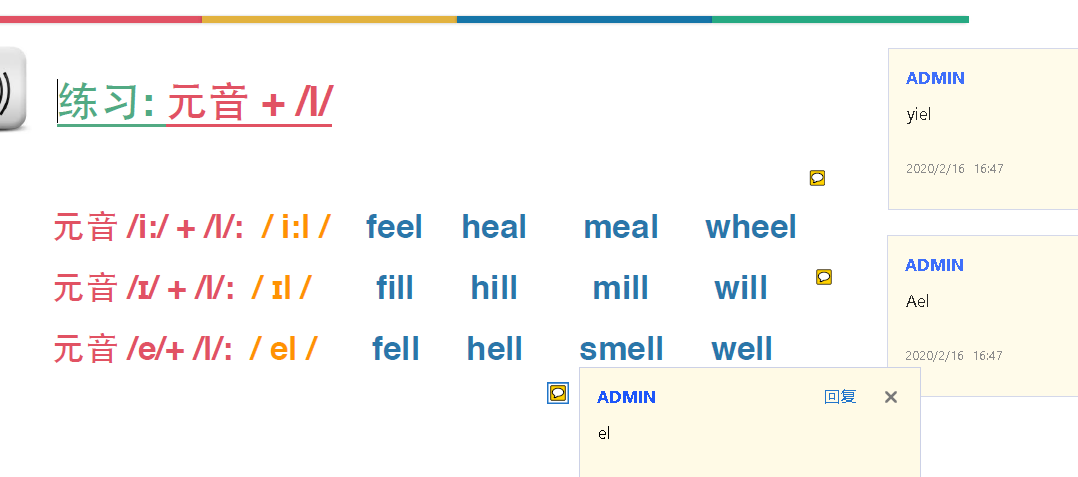 练习: 元音 + /l/
元音 /i:/ + /l/: / i:l / feel heal meal wheel
元音 /ɪ/ + /l/: / ɪl / fill hill mill will
元音 /e/+ /l/: / el / fell hell smell well
ADMIN
yiel
2020/2/16 16:47
ADMIN
Ael
2020/2/16 16:47
ADMIN 回复 ×
el